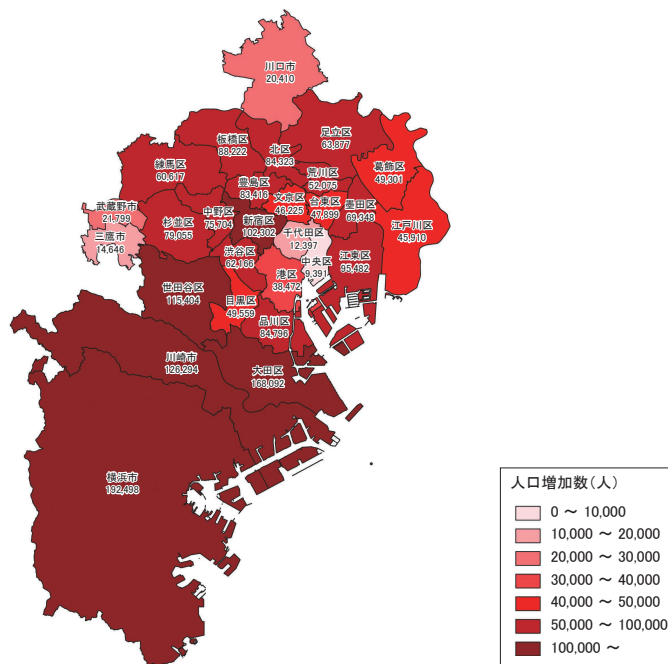 川口市
20,410
足立区
63,877
板橋区
88,222
北区
84,323
葛飾区
49,301
練馬区
60,617
荒川区
52,075
豊島区
83,416
文京区
46,225
台東区
47,899
墨田区
69,348
武蔵野市
21,799
杉並区
79,055
中野区
75,704
新宿区
102,302
江戸川区
45,910
三鷹市
14,646
千代田区
12,397
渋谷区
62,166
中央区
9,391
江東区
95,482
世田谷区
115,404
港区
38,472
目黒区
49,559
品川区
84,796
川崎市
126,294
大田区
168,092
横浜市
192,498
人口増加数(人)
0 ~ 10,000
10,000 ~ 20,000
20,000 ~ 30,000
30,000 ~ 40,000
40,000 ~ 50,000
50,000 ~ 100,000
100,000 ~